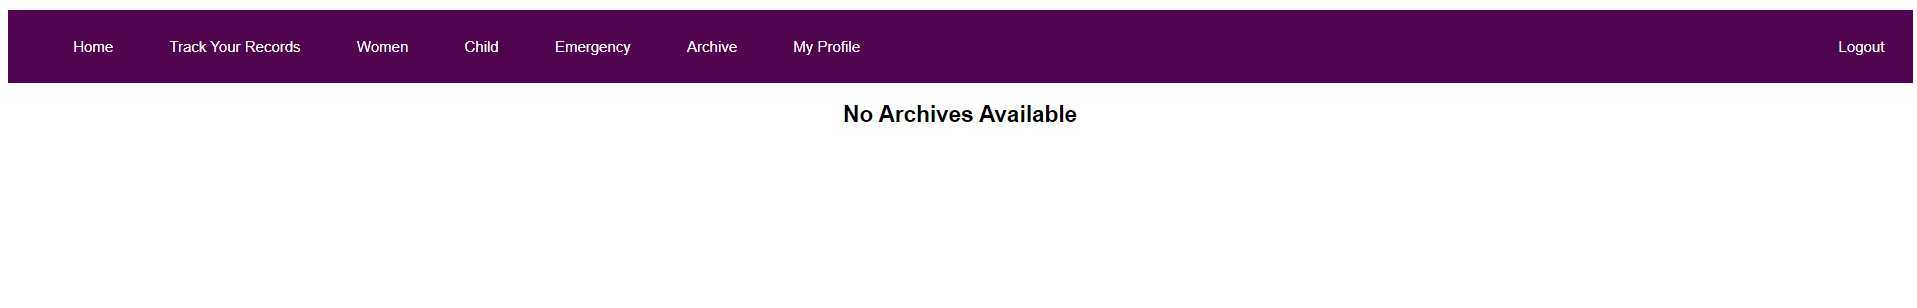 Home Track Your Records Women Child Emergency Archive My Profile Logout
No Archives Available